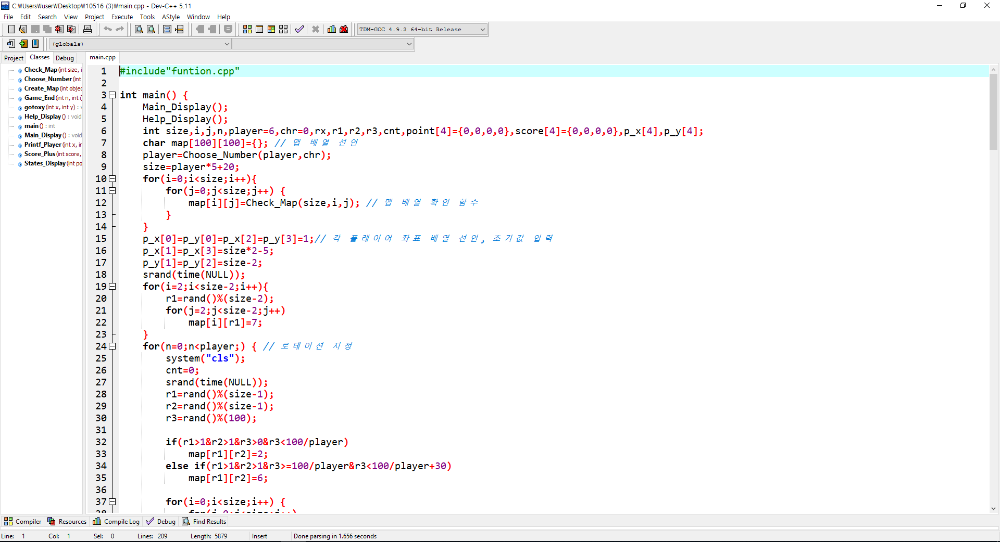 C:₩Users₩user₩Desktop₩10516 (3)₩main.cpp - Dev-C++ 5.11
File Edit Search View Project Execute Tools AStyle Window Help
TDM-GCC 4.9.2 64-bit Release
(globals)
Project Classes Debug
main.cpp
Check_Map (int size, i
Choose_Number (int
Create_Map (int objec
Game_End (int n, int i
gotoxy (int x, int y) : v
Help_Display () : void
main () : int
Main_Display () : void
Printf_Player (int x, in
Score_Plus (int score,
States_Display (int po
1 #include"funtion.cpp"
2
3 int main() {
4 Main_Display();
5 Help_Display();
6 int size,i,j,n,player=6,chr=0,rx,r1,r2,r3,cnt,point[4]={0,0,0,0},score[4]={0,0,0,0},p_x[4],p_y[4];
7 char map[100][100]={}; // 맵 배열 선언
8 player=Choose_Number(player,chr);
9 size=player*5+20;
10 for(i=0;i<size;i++){
11 for(j=0;j<size;j++) {
12 map[i][j]=Check_Map(size,i,j); // 맵 배열 확인 함수
13 }
14 }
15 p_x[0]=p_y[0]=p_x[2]=p_y[3]=1;// 각 플레이어 좌표 배열 선언, 초기값 입력
16 p_x[1]=p_x[3]=size*2-5;
17 p_y[1]=p_y[2]=size-2;
18 srand(time(NULL));
19 for(i=2;i<size-2;i++){
20 r1=rand()%(size-2);
21 for(j=2;j<size-2;j++)
22 map[i][r1]=7;
23 }
24 for(n=0;n<player;) { // 로테이션 지정
25 system("cls");
26 cnt=0;
27 srand(time(NULL));
28 r1=rand()%(size-1);
29 r2=rand()%(size-1);
30 r3=rand()%(100);
31
32 if(r1>1&r2>1&r3>0&r3<100/player)
33 map[r1][r2]=2;
34 else if(r1>1&r2>1&r3>=100/player&r3<100/player+30)
35 map[r1][r2]=6;
36
37 for(i=0;i<size;i++) {
Compiler Resources Compile Log Debug Find Results
Line: 1 Col: 1 Sel: 0 Lines: 209 Length: 5879 Insert Done parsing in 1.656 seconds